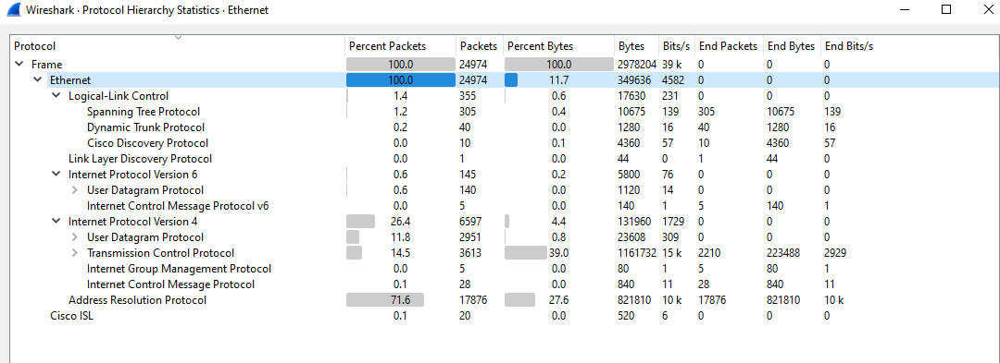 Wireshark · Protocol Hierarchy Statistics · Ethernet
Protocol Percent Packets Packets Percent Bytes Bytes Bits/s End Packets End Bytes End Bits/s
Frame 100.0 24974 100.0 2978204 39 k 0 0 0
Ethernet 100.0 24974 11.7 349636 4582 0 0 0
Logical-Link Control 1.4 355 0.6 17630 231 0 0 0
Spanning Tree Protocol 1.2 305 0.4 10675 139 305 10675 139
Dynamic Trunk Protocol 0.2 40 0.0 1280 16 40 1280 16
Cisco Discovery Protocol 0.0 10 0.1 4360 57 10 4360 57
Link Layer Discovery Protocol 0.0 1 0.0 44 0 1 44 0
Internet Protocol Version 6 0.6 145 0.2 5800 76 0 0 0
User Datagram Protocol 0.6 140 0.0 1120 14 0 0 0
Internet Control Message Protocol v6 0.0 5 0.0 140 1 5 140 1
Internet Protocol Version 4 26.4 6597 4.4 131960 1729 0 0 0
User Datagram Protocol 11.8 2951 0.8 23608 309 0 0 0
Transmission Control Protocol 14.5 3613 39.0 1161732 15 k 2210 223488 2929
Internet Group Management Protocol 0.0 5 0.0 80 1 5 80 1
Internet Control Message Protocol 0.1 28 0.0 840 11 28 840 11
Address Resolution Protocol 71.6 17876 27.6 821810 10 k 17876 821810 10 k
Cisco ISL 0.1 20 0.0 520 6 0 0 0